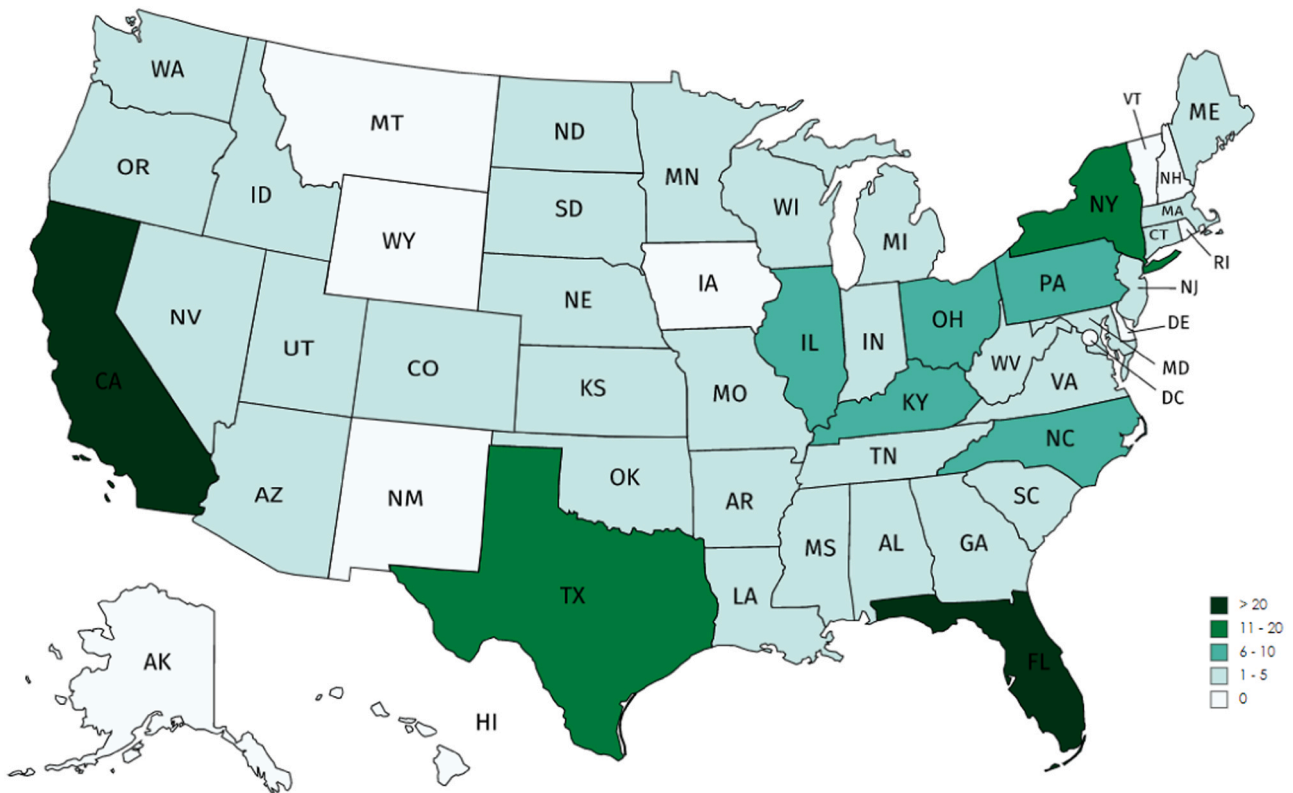 WA
MT
ND
MN
VT
ME
OR
ID
SD
WI
MI
NY
NH
MA
CT
RI
WY
IA
NE
PA
NJ
NV
UT
CO
IL
IN
OH
DE
MD
DC
WV
VA
KS
MO
KY
CA
NC
TN
AZ
NM
OK
AR
SC
MS
AL
GA
TX
LA
FL
AK
HI
> 20
11 - 20
6 - 10
1 - 5
0